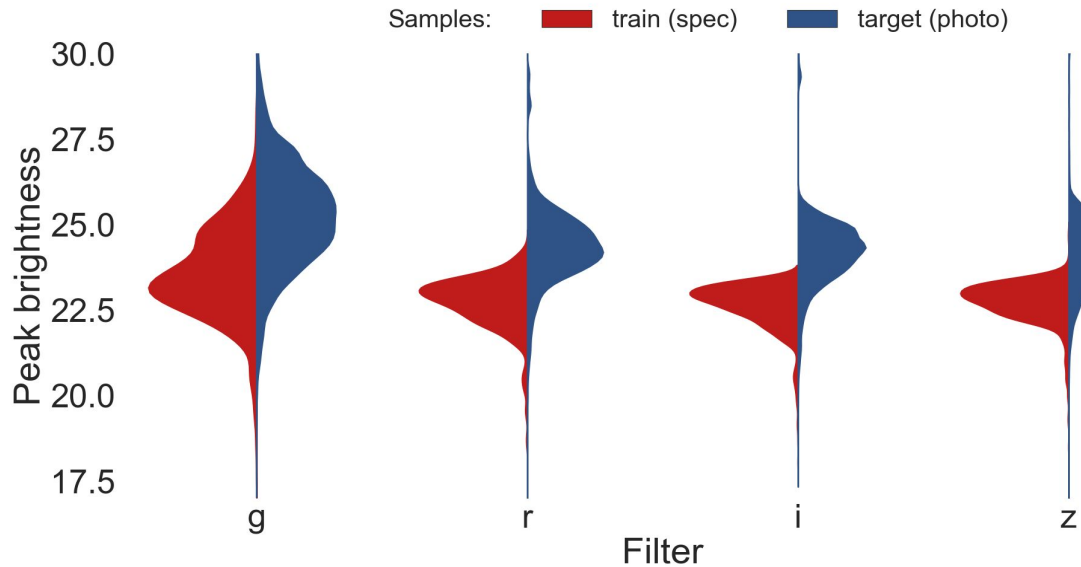 Samples: train (spec) target (photo)
30.0
27.5
25.0
22.5
20.0
17.5
Peak brightness
g r i z
Filter